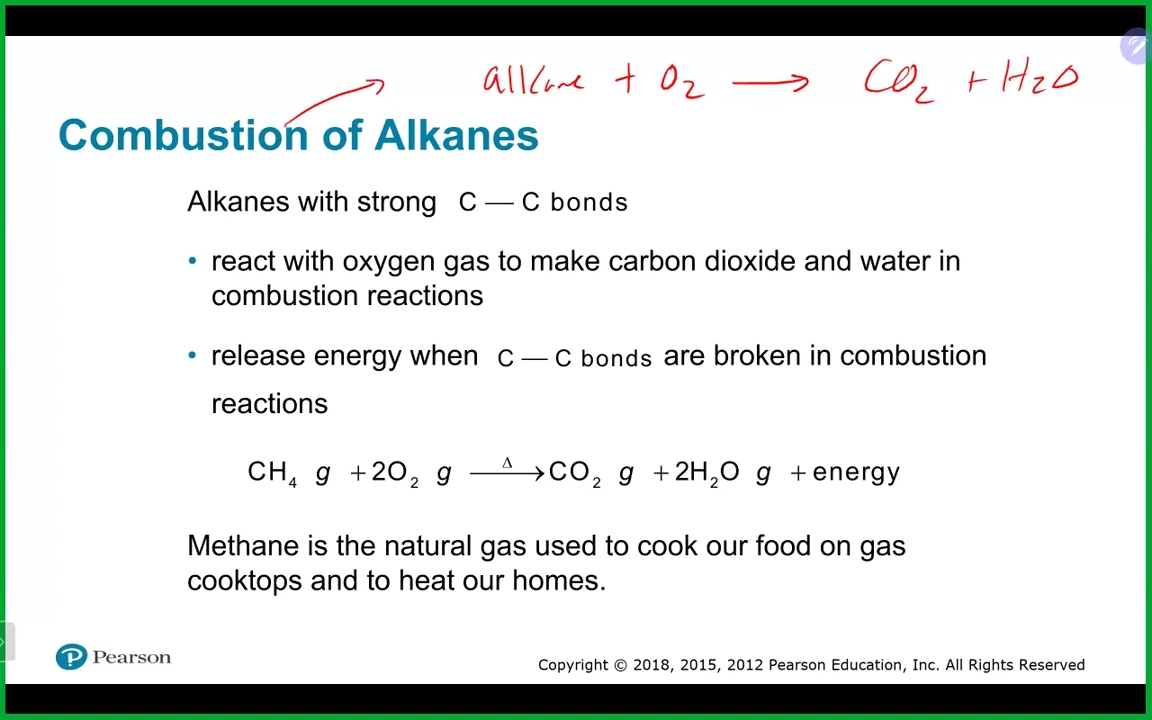 alkane + O₂ ⟶ CO₂ + H₂O
Combustion of Alkanes
Alkanes with strong C — C bonds
• react with oxygen gas to make carbon dioxide and water in
combustion reactions
• release energy when C — C bonds are broken in combustion
reactions
Δ
CH₄ g + 2O₂ g ⟶ CO₂ g + 2H₂O g + energy
Methane is the natural gas used to cook our food on gas
cooktops and to heat our homes.
P Pearson
Copyright © 2018, 2015, 2012 Pearson Education, Inc. All Rights Reserved